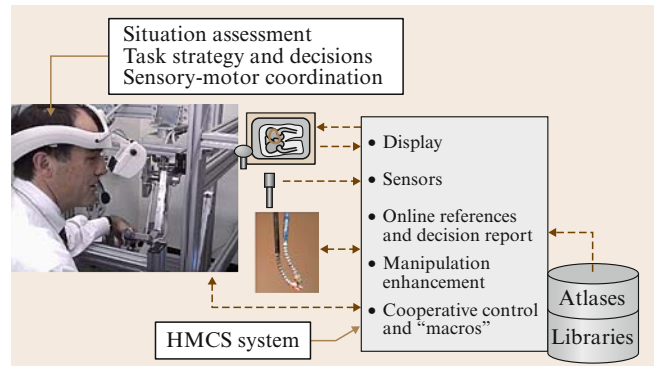 Situation assessment
Task strategy and decisions
Sensory-motor coordination
• Display
• Sensors
• Online references
and decision report
• Manipulation
enhancement
• Cooperative control
and “macros”
Atlases
Libraries
HMCS system